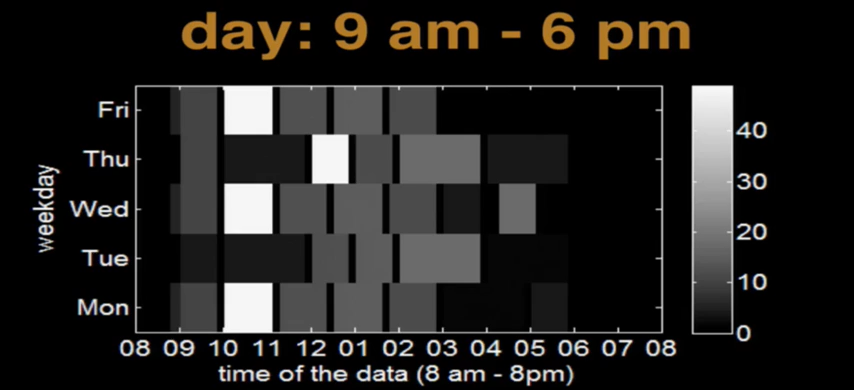 day: 9 am - 6 pm
Fri
Thu
Wed
Tue
Mon
weekday
08 09 10 11 12 01 02 03 04 05 06 07 08
time of the data (8 am - 8pm)
40
30
20
10
0